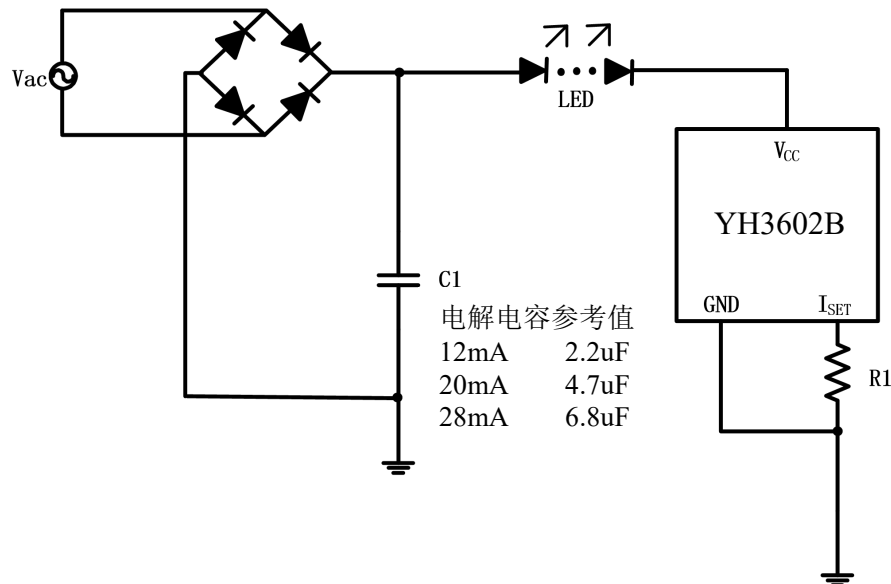 Vac
LED
VCC
YH3602B
GND ISET
R1
C1
电解电容参考值
12mA 2.2uF
20mA 4.7uF
28mA 6.8uF